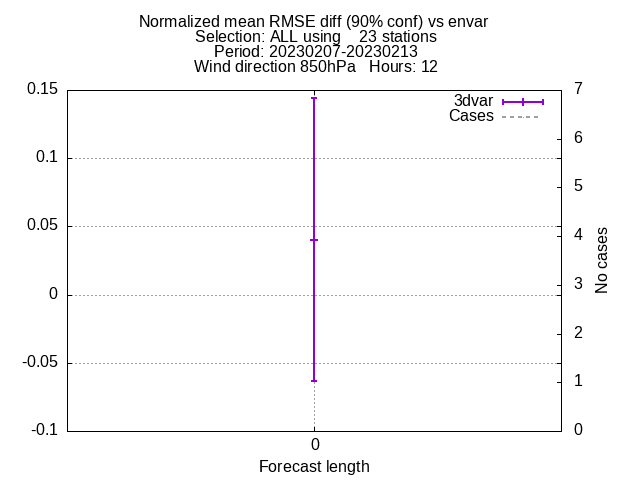 Normalized mean RMSE diff (90% conf) vs envar
Selection: ALL using    23 stations
Period: 20230207-20230213
Wind direction 850hPa   Hours: 12
0.15
0.1
0.05
0
-0.05
-0.1
3dvar
Cases
7
6
5
4
3
2
1
0
No cases
0
Forecast length